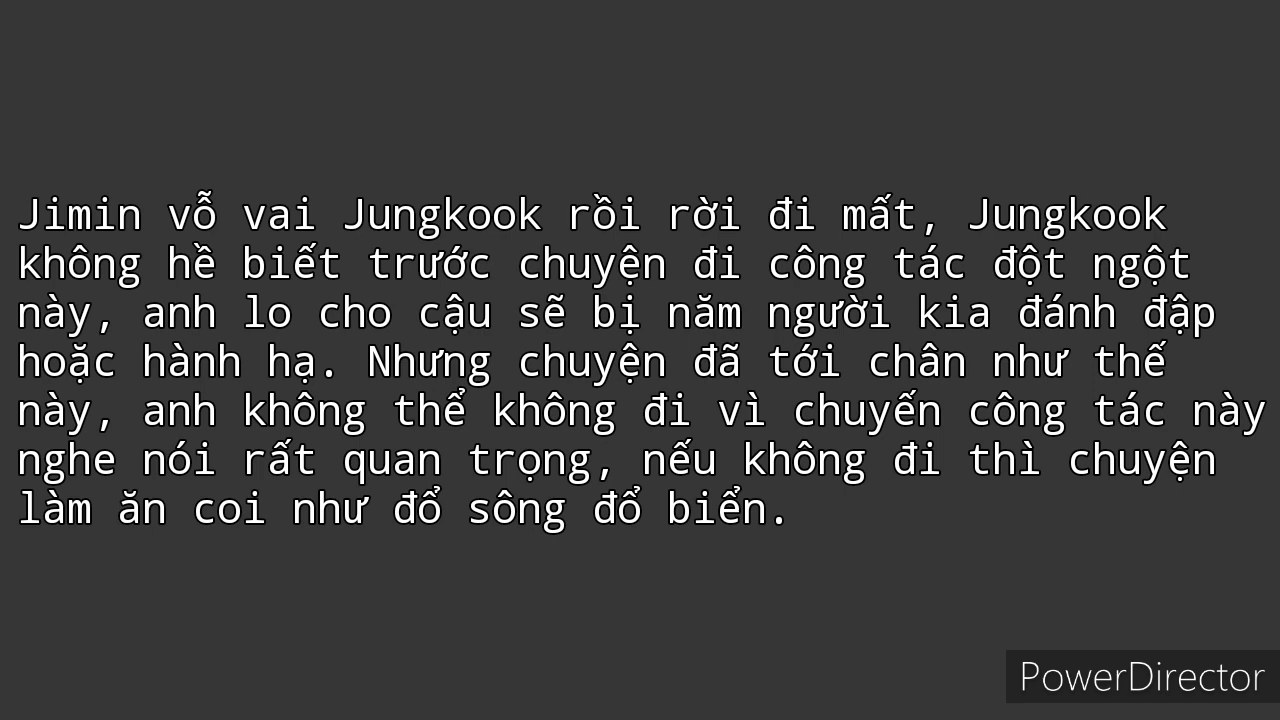 Jimin vỗ vai Jungkook rồi rời đi mất, Jungkook
không hề biết trước chuyện đi công tác đột ngột
này, anh lo cho cậu sẽ bị năm người kia đánh đập
hoặc hành hạ. Nhưng chuyện đã tới chân như thế
này, anh không thể không đi vì chuyến công tác này
nghe nói rất quan trọng, nếu không đi thì chuyện
làm ăn coi như đổ sông đổ biển.
PowerDirector